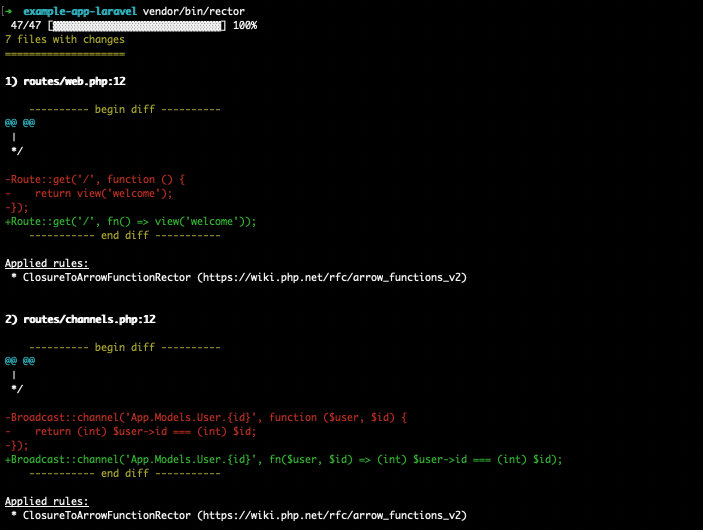 [➜  example-app-laravel vendor/bin/rector
 47/47 [▓▓▓▓▓▓▓▓▓▓▓▓▓▓▓▓▓▓▓▓▓▓▓▓▓▓▓▓] 100%
7 files with changes
====================
1) routes/web.php:12
    ---------- begin diff ----------
@@ @@
 |
 */
-Route::get('/', function () {
-    return view('welcome');
-});
+Route::get('/', fn() => view('welcome'));
    ----------- end diff -----------
Applied rules:
 * ClosureToArrowFunctionRector (https://wiki.php.net/rfc/arrow_functions_v2)
2) routes/channels.php:12
    ---------- begin diff ----------
@@ @@
 |
 */
-Broadcast::channel('App.Models.User.{id}', function ($user, $id) {
-    return (int) $user->id === (int) $id;
-});
+Broadcast::channel('App.Models.User.{id}', fn($user, $id) => (int) $user->id === (int) $id);
    ----------- end diff -----------
Applied rules:
 * ClosureToArrowFunctionRector (https://wiki.php.net/rfc/arrow_functions_v2)